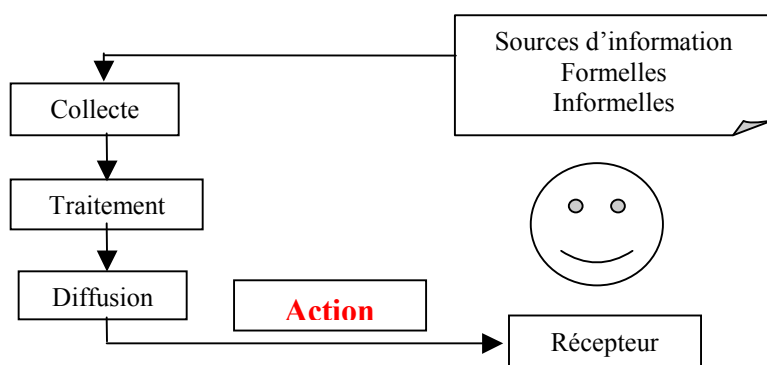 Sources d’information
Formelles
Informelles
Collecte
Traitement
Diffusion
Action
Récepteur